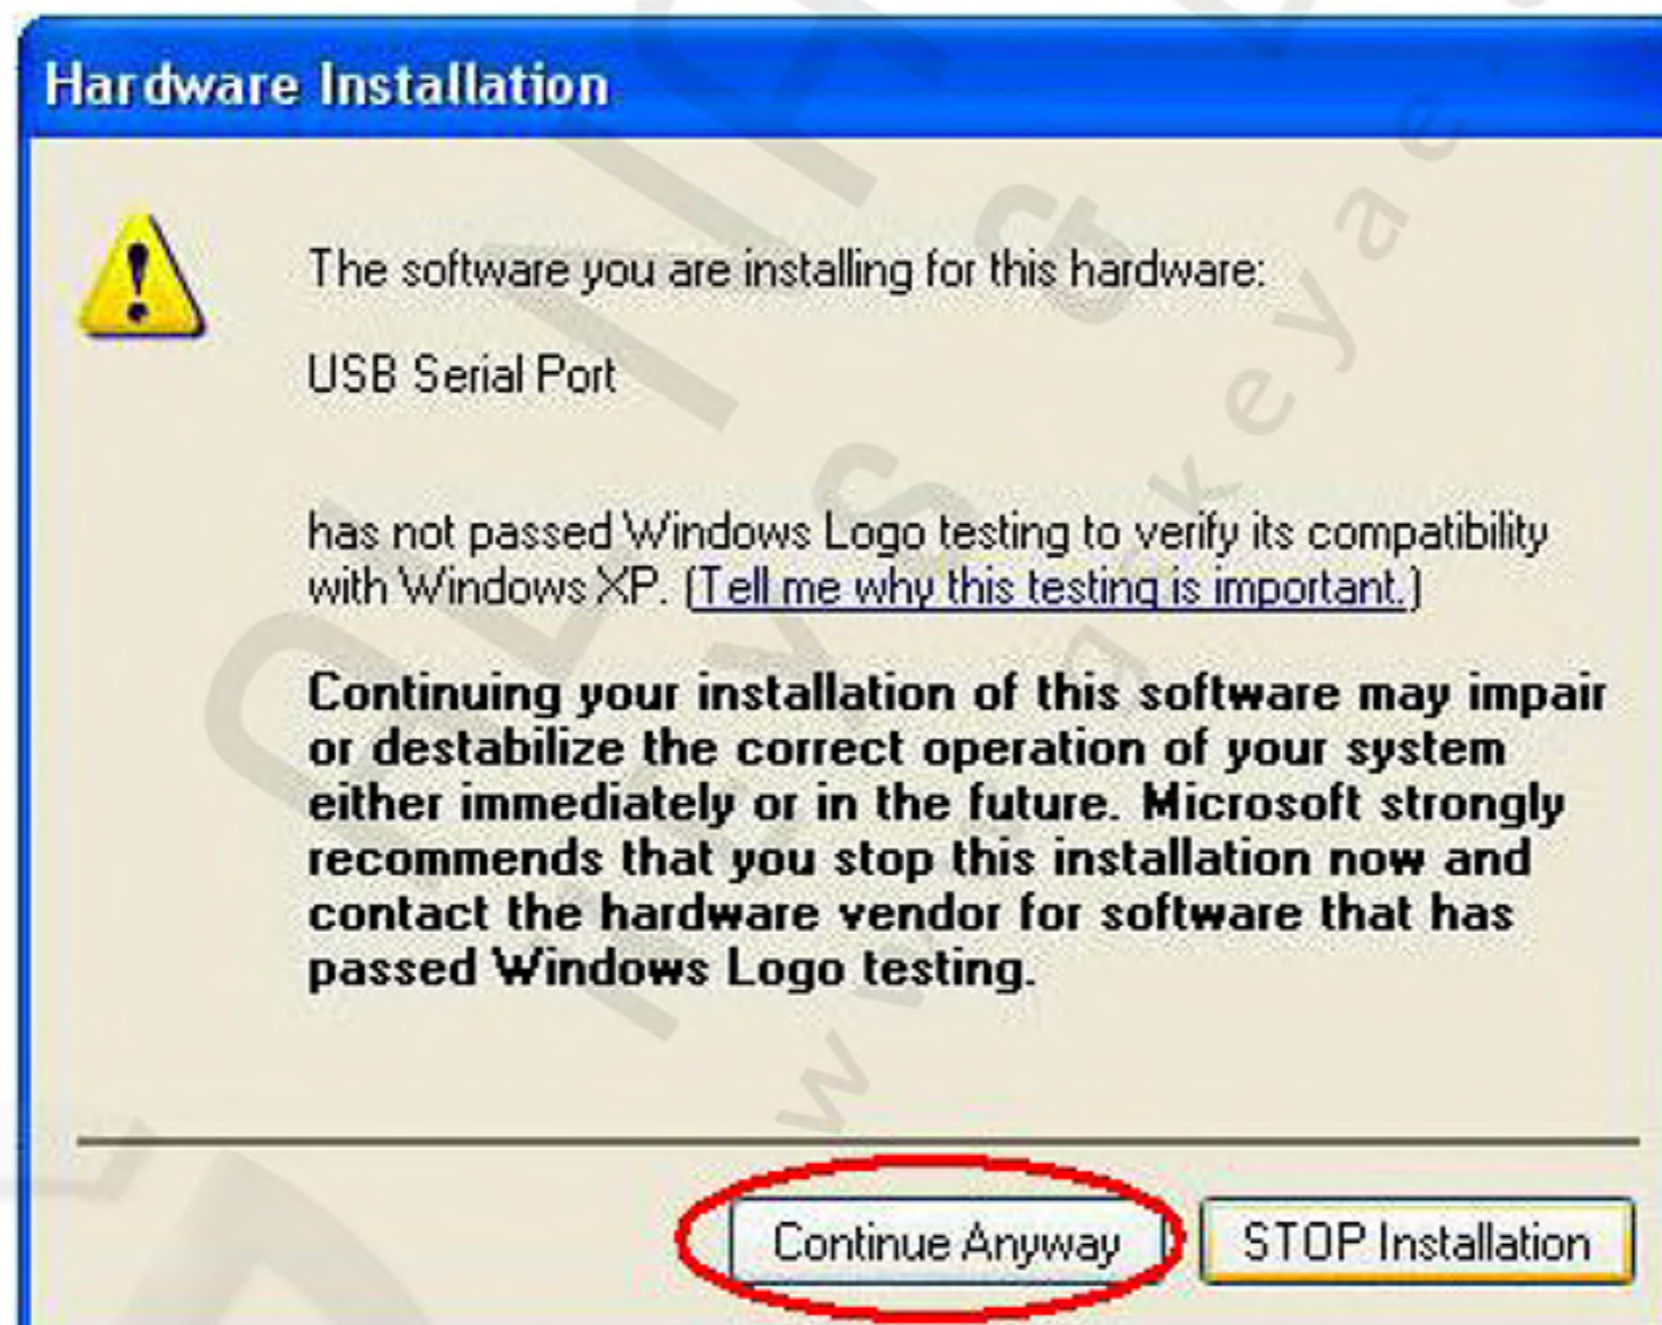 Hardware Installation
The software you are installing for this hardware:
USB Serial Port
has not passed Windows Logo testing to verify its compatibility
with Windows XP. (Tell me why this testing is important.)
Continuing your installation of this software may impair
or destabilize the correct operation of your system
either immediately or in the future. Microsoft strongly
recommends that you stop this installation now and
contact the hardware vendor for software that has
passed Windows Logo testing.
Continue Anyway
STOP Installation